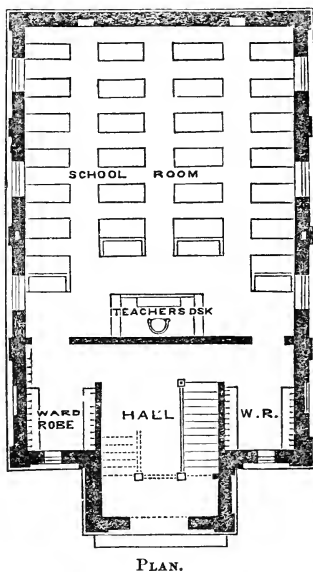 SCHOOL ROOM
TEACHERS DSK
WARD
ROBE
HALL
W.R.
PLAN.